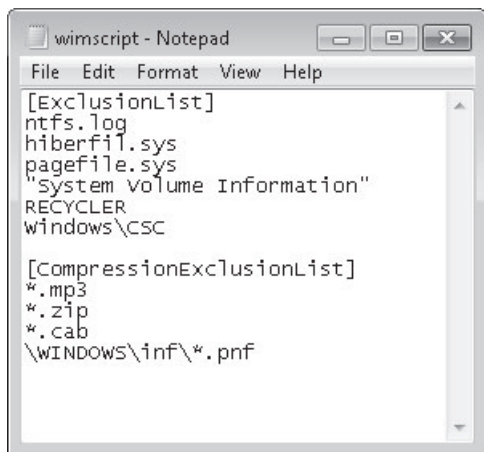 wimscript - Notepad
File Edit Format View Help
[ExclusionList]
ntfs.log
hiberfil.sys
pagefile.sys
"System Volume Information"
RECYCLER
Windows\CSC

[CompressionExclusionList]
*.mp3
*.zip
*.cab
\WINDOWS\inf\*.pnf